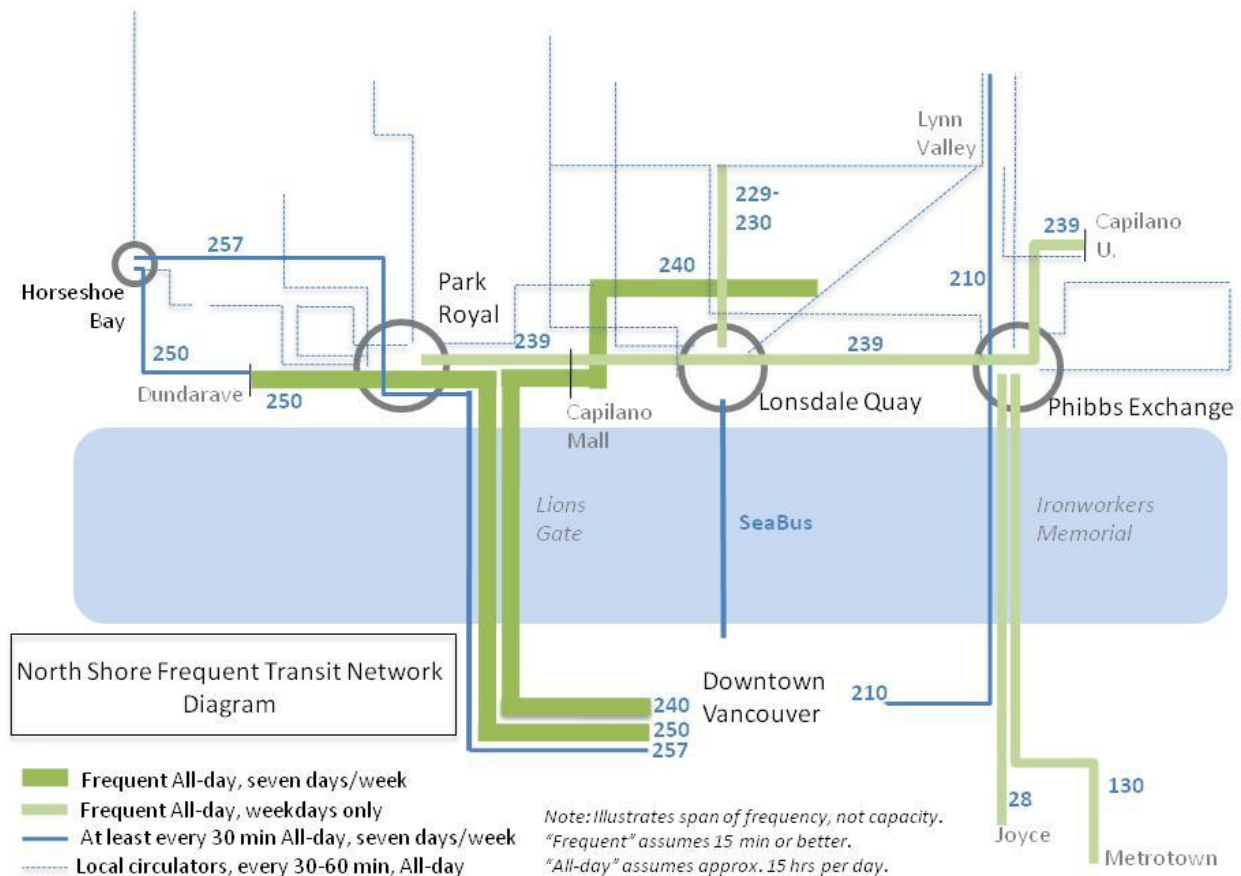 Lynn
Valley
229-
230
239
Capilano
U.
257
240
Park
Royal
210
Horseshoe
Bay
239
239
250
Dundarave
250
Capilano
Mall
Lonsdale Quay
Phibbs Exchange
Lions
Gate
SeaBus
Ironworkers
Memorial
North Shore Frequent Transit Network
Diagram
Downtown
Vancouver
210
240
250
257
Frequent All-day, seven days/week
Frequent All-day, weekdays only
At least every 30 min All-day, seven days/week
Local circulators, every 30-60 min, All-day
Note: Illustrates span of frequency, not capacity.
"Frequent" assumes 15 min or better.
"All-day" assumes approx. 15 hrs per day.
28
Joyce
130
Metrotown